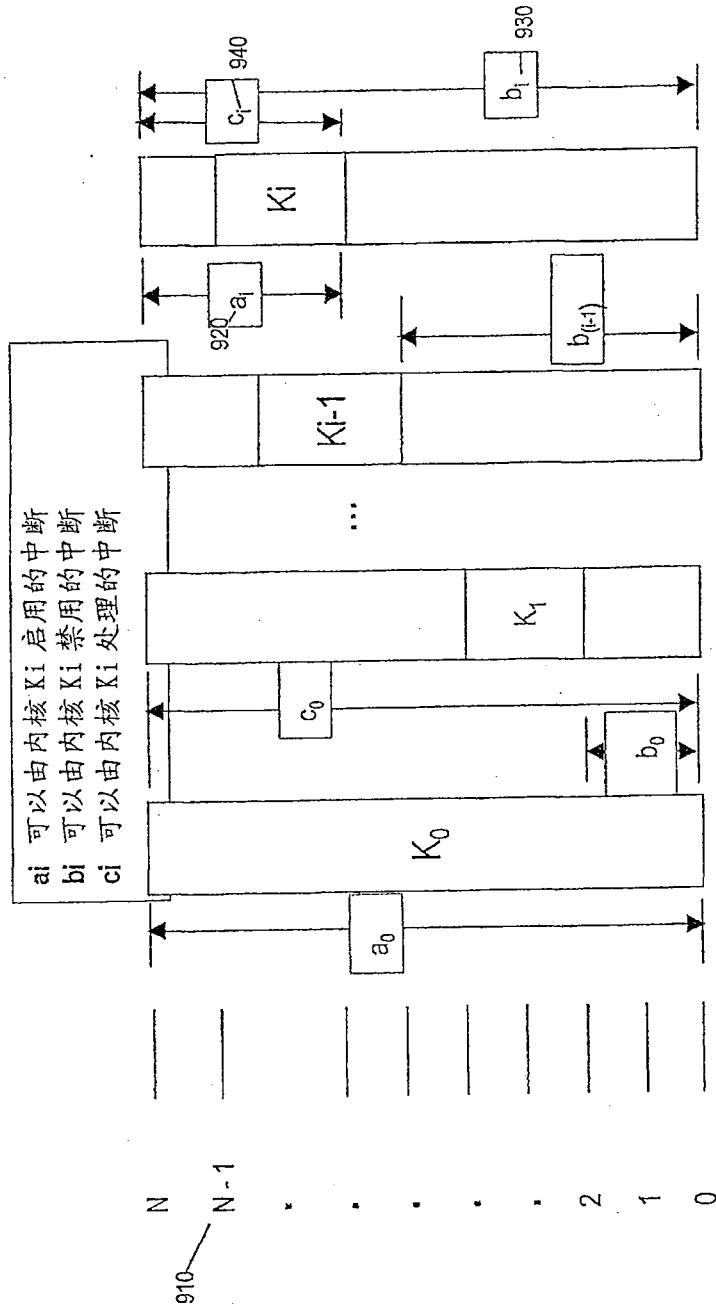 ai 可以由内核 Ki 启用的中断
bi 可以由内核 Ki 禁用的中断
ci 可以由内核 Ki 处理的中断
910
N
N-1
2
1
0
a₀
K₀
b₀
c₀
K₁
...
Ki-1
b(i-1)
920
aᵢ
Ki
cᵢ
940
bᵢ
930